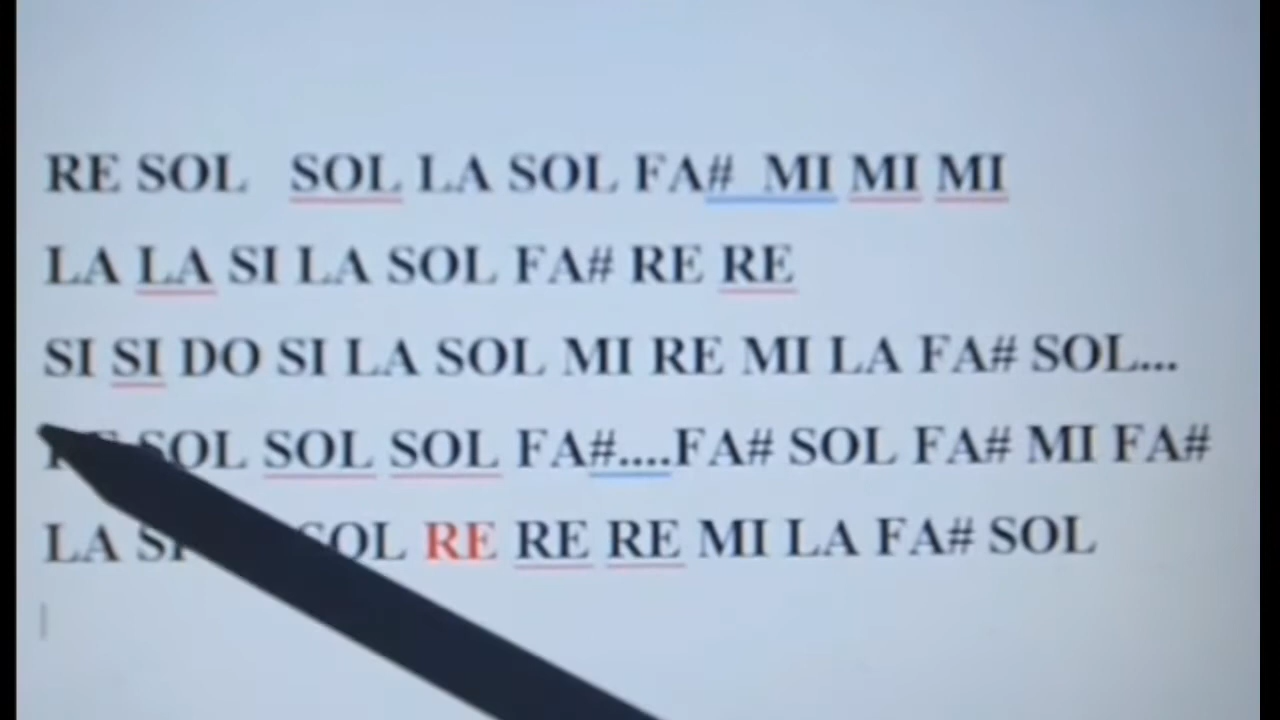 RE SOL SOL LA SOL FA# MI MI MI
LA LA SI LA SOL FA# RE RE
SI SI DO SI LA SOL MI RE MI LA FA# SOL...
SOL SOL SOL FA#....FA# SOL FA# MI FA#
LA SOL RE RE RE MI LA FA# SOL